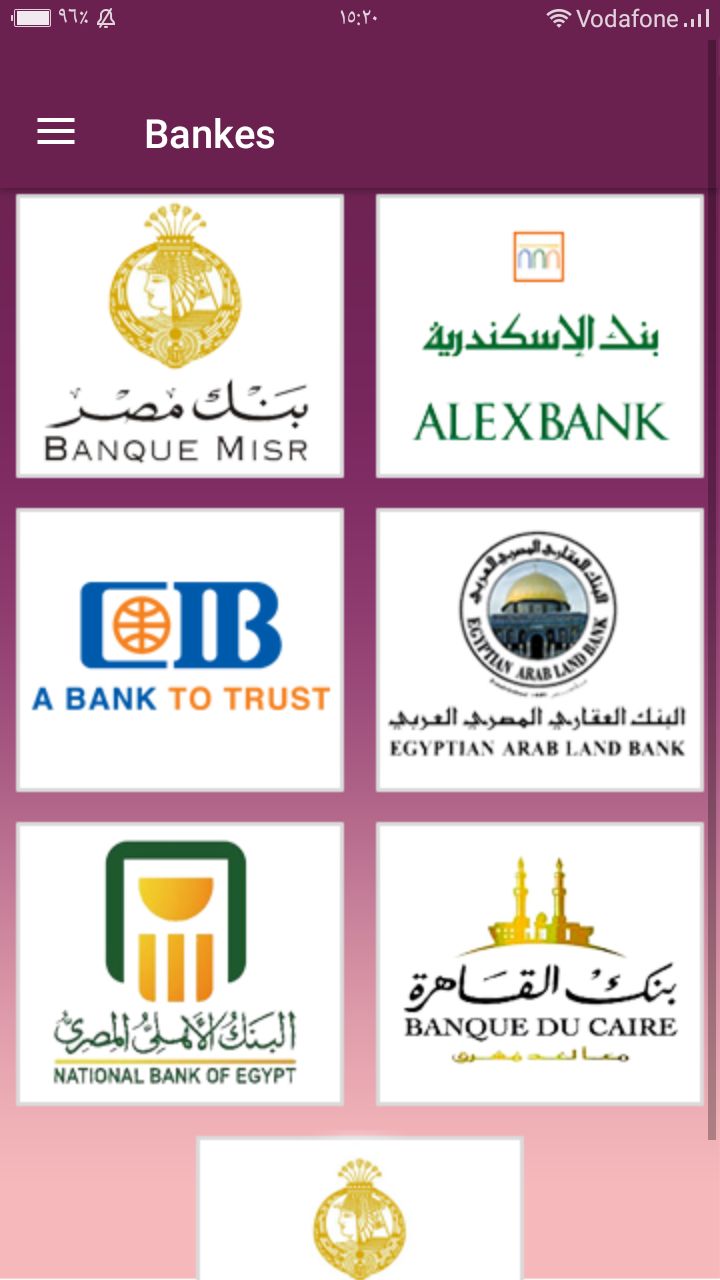 ٩٦٪
١٥:٢٠
Vodafone
Bankes
بنك مصر
BANQUE MISR
بنك الإسكندرية
ALEXBANK
CIB
A BANK TO TRUST
البنك العقاري المصري العربي
EGYPTIAN ARAB LAND BANK
البنك العقاري المصري العربي
EGYPTIAN ARAB LAND BANK
البنك الأهلي المصري
NATIONAL BANK OF EGYPT
بنك القاهرة
BANQUE DU CAIRE